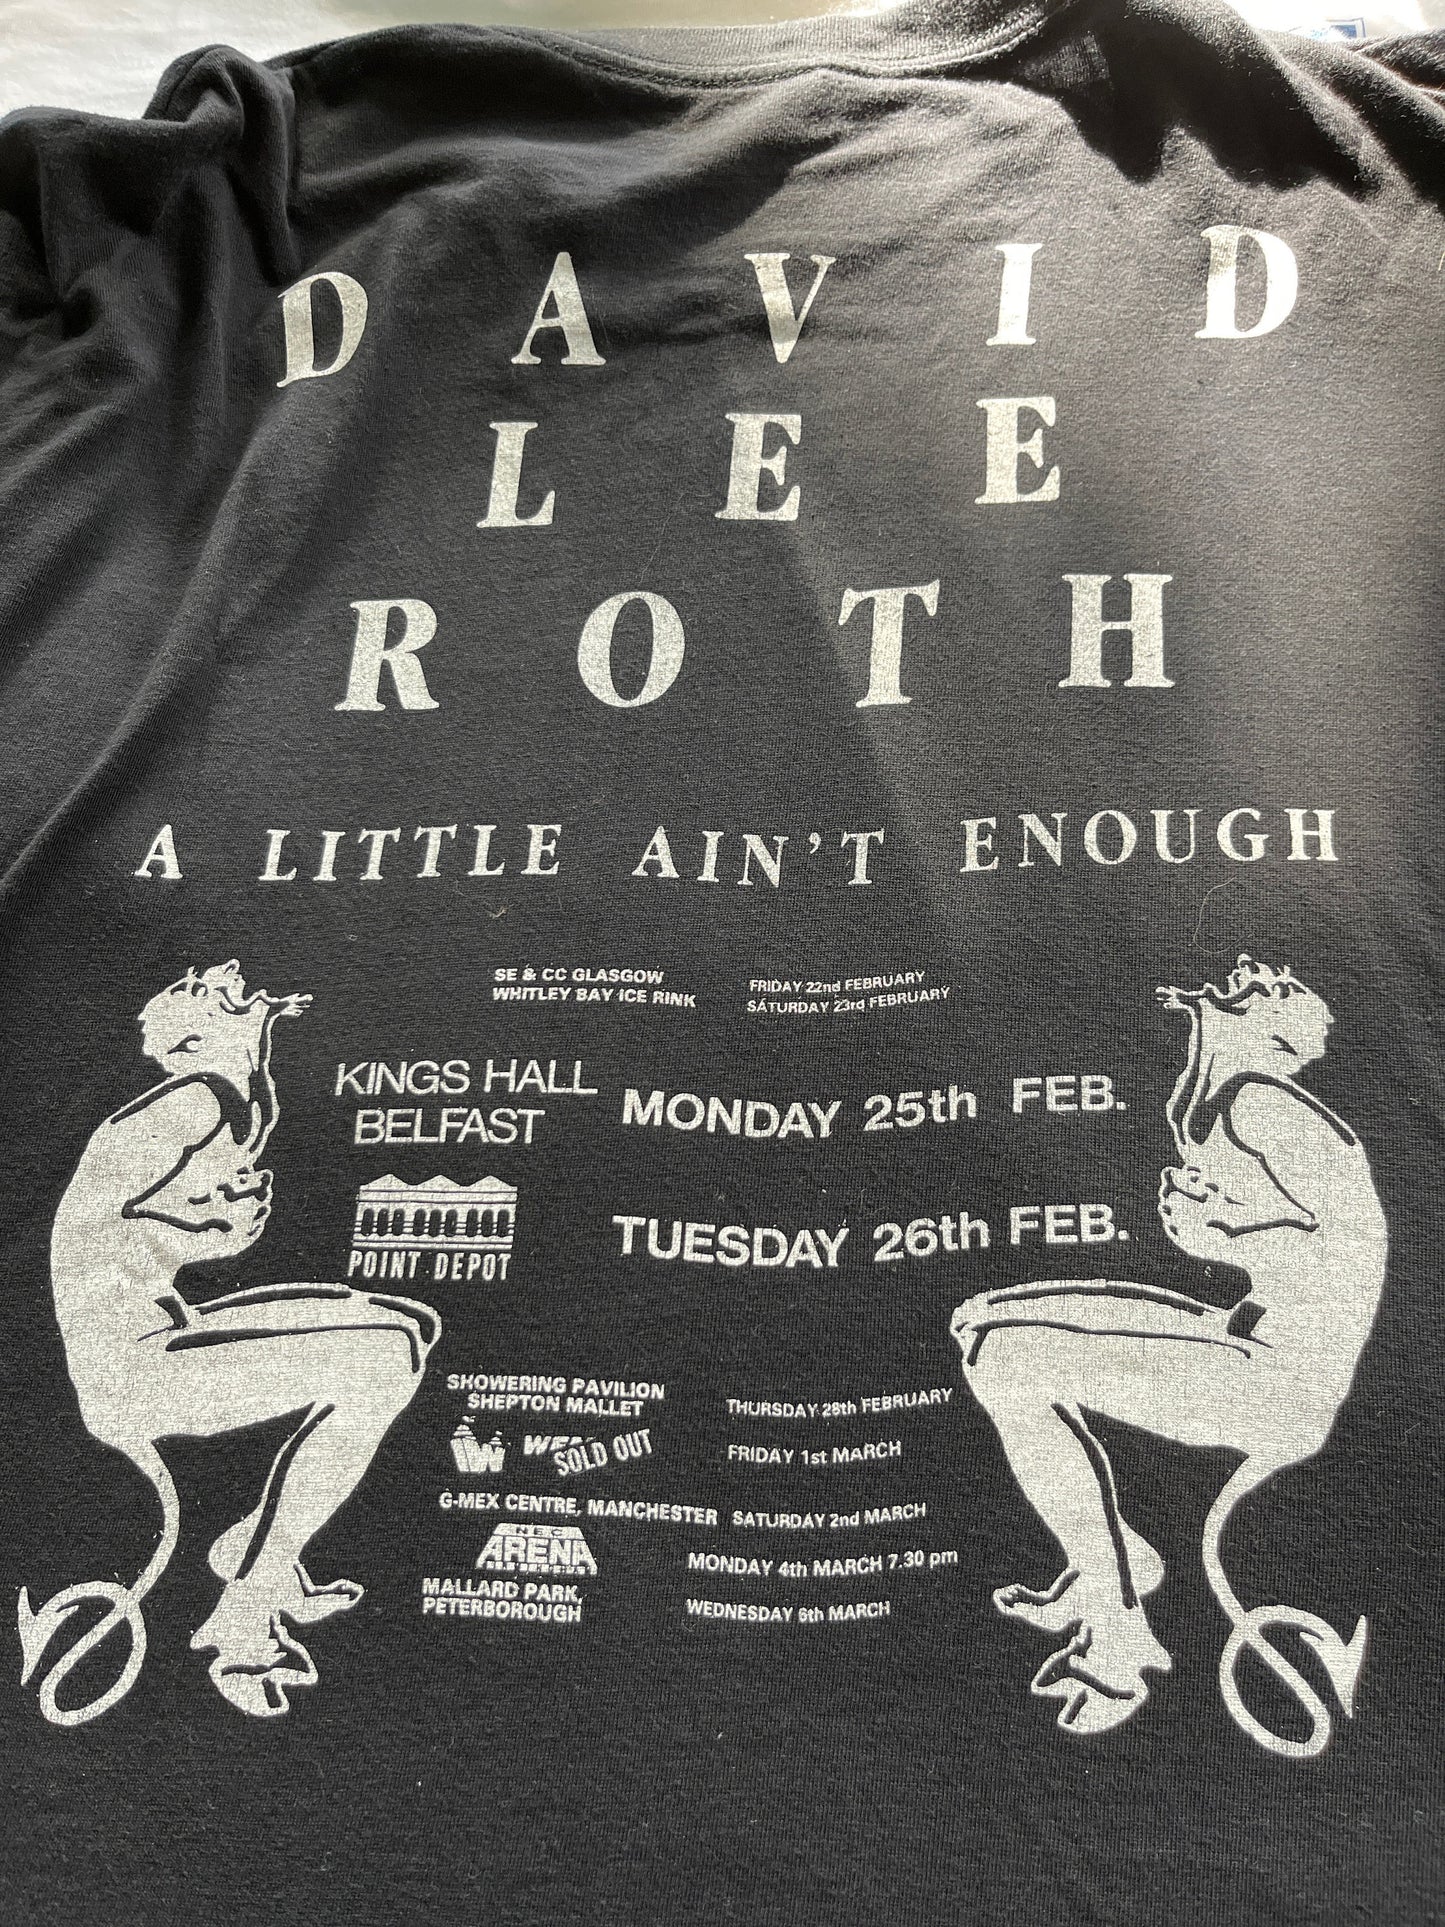 DAVID
LEE
ROTH
A LITTLE AIN'T ENOUGH
SE & CC GLASGOW FRIDAY 22nd FEBRUARY
WHITLEY BAY ICE RINK SATURDAY 23rd FEBRUARY
KINGS HALL
BELFAST MONDAY 25th FEB.
POINT DEPOT TUESDAY 26th FEB.
SHOWERING PAVILION
SHEPTON MALLET THURSDAY 28th FEBRUARY
SOLD OUT FRIDAY 1st MARCH
G-MEX CENTRE, MANCHESTER SATURDAY 2nd MARCH
NEC
ARENA MONDAY 4th MARCH 7.30 pm
MALLARD PARK,
PETERBOROUGH WEDNESDAY 6th MARCH